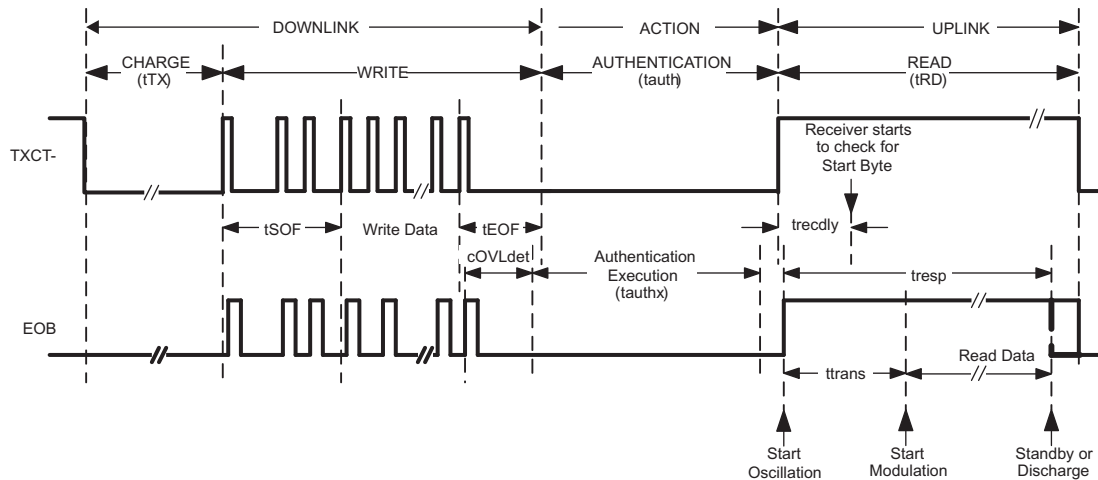 DOWNLINK
ACTION
UPLINK
CHARGE
(tTX)
WRITE
AUTHENTICATION
(tauth)
READ
(tRD)
TXCT-
Receiver starts
to check for
Start Byte
tSOF
Write Data
tEOF
trecdly
cOVLdet
Authentication
Execution
(tauthx)
tresp
EOB
ttrans
Read Data
Start
Oscillation
Start
Modulation
Standby or
Discharge